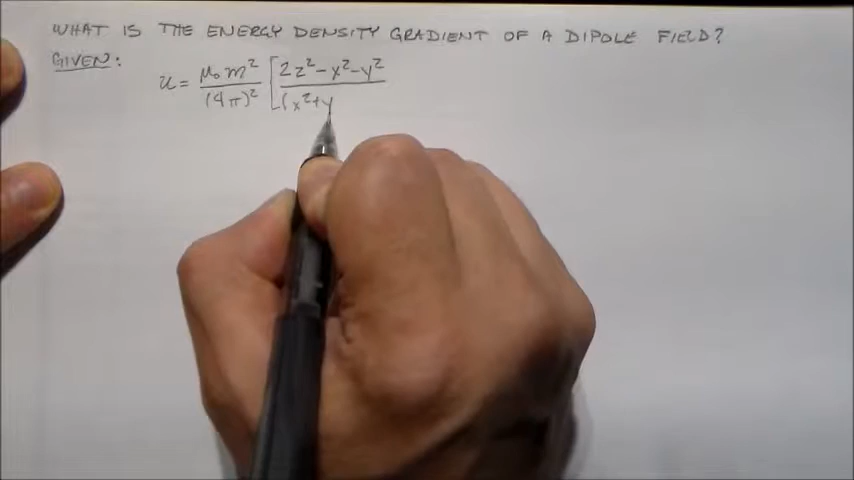 WHAT IS THE ENERGY DENSITY GRADIENT OF A DIPOLE FIELD?
GIVEN:
u = μ₀m²/(4π)² [2z²-x²-y²/(x²+y